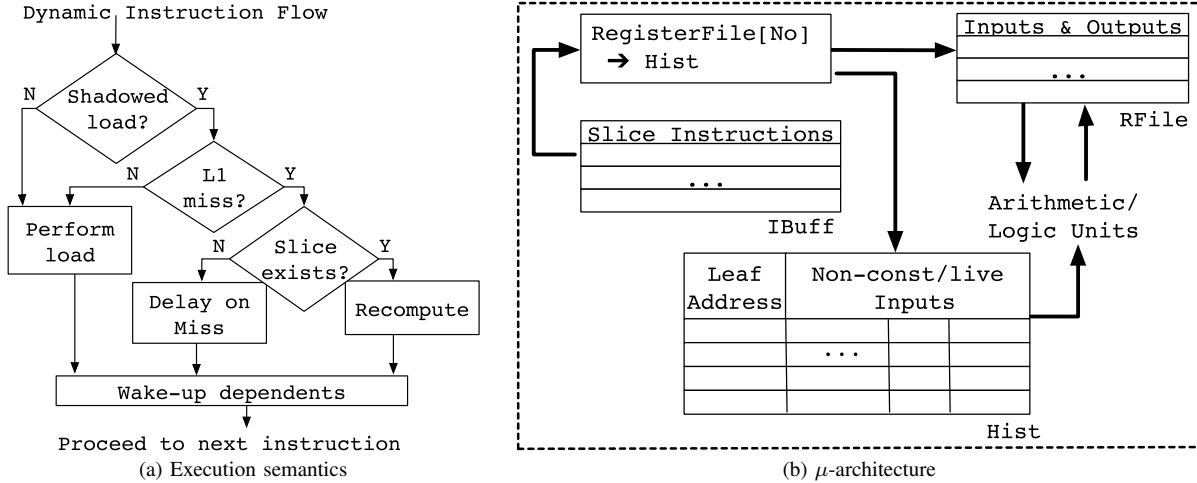 Dynamic Instruction Flow
N
Shadowed
load?
Y
N
L1
miss?
Y
Perform
load
N
Slice
exists?
Y
Delay on
Miss
Recompute
Wake-up dependents
Proceed to next instruction
(a) Execution semantics
RegisterFile[No]
➔ Hist
Inputs & Outputs
...
RFile
Slice Instructions
...
IBuff
Arithmetic/
Logic Units
Leaf
Address
Non-const/live
Inputs
...
Hist
(b) μ-architecture